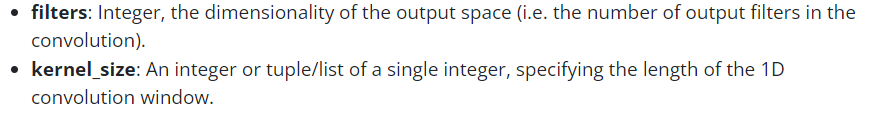 • filters: Integer, the dimensionality of the output space (i.e. the number of output filters in the
convolution).
• kernel_size: An integer or tuple/list of a single integer, specifying the length of the 1D
convolution window.